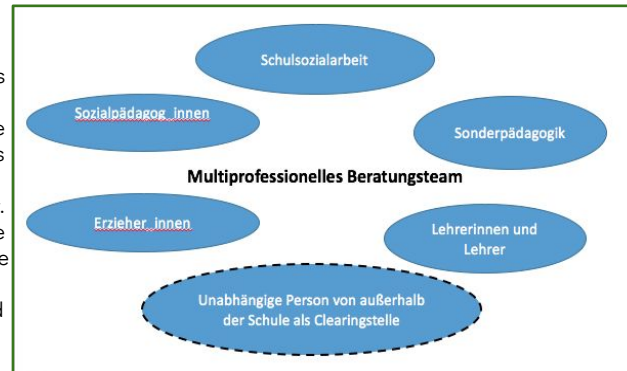 Schulsozialarbeit
Sozialpädagog_innen
Sonderpädagogik
Multiprofessionelles Beratungsteam
Erzieher_innen
Lehrerinnen und
Lehrer
Unabhängige Person von außerhalb
der Schule als Clearingstelle